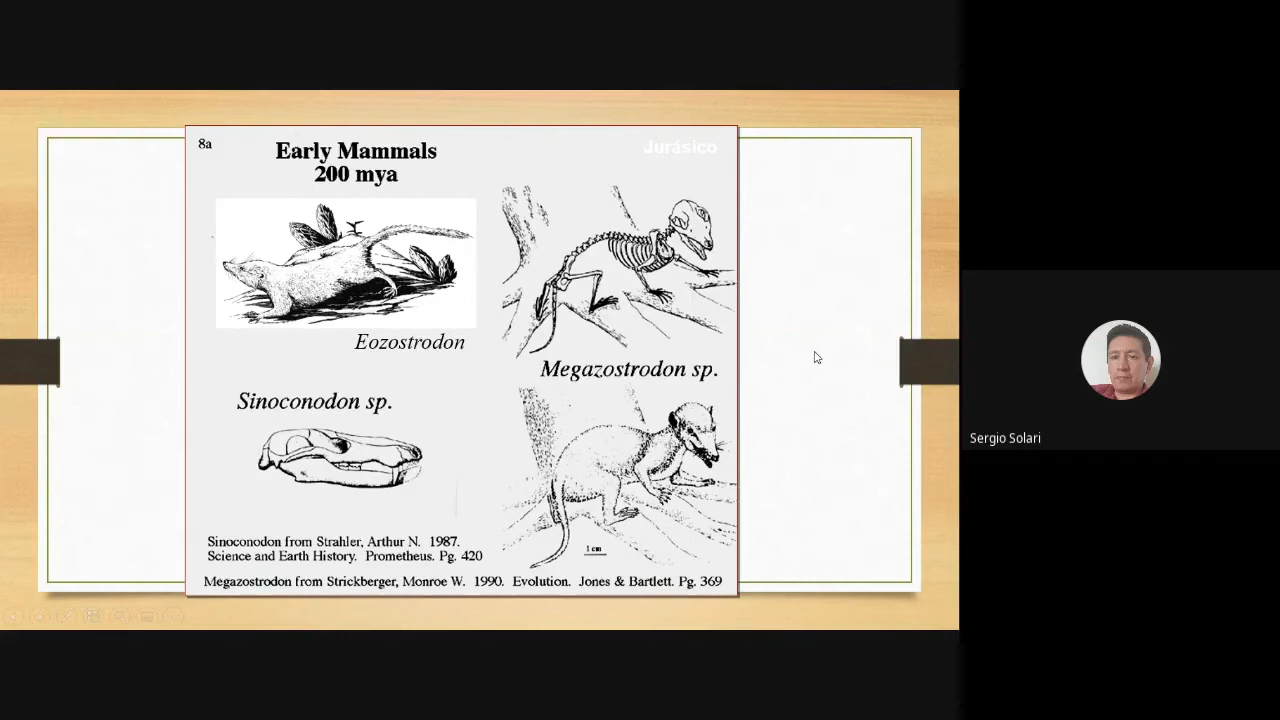 8a
Early Mammals
200 mya
Jurásico
Eozostrodon
Megazostrodon sp.
Sinoconodon sp.
1 cm
Sinoconodon from Strahler, Arthur N. 1987.
Science and Earth History. Prometheus. Pg. 420
Megazostrodon from Strickberger, Monroe W. 1990. Evolution. Jones & Bartlett. Pg. 369
Sergio Solari